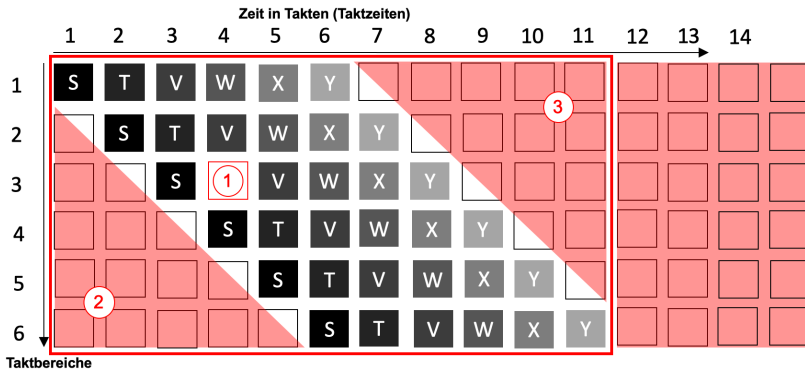 Zeit in Takten (Taktzeiten)
1 2 3 4 5 6 7 8 9 10 11 12 13 14
1 S T V W X Y 3
2 S T V W X Y
3 S 1 V W X Y
4 S T V W X Y
5 2 S T V W X Y
6 S T V W X Y
Taktbereiche